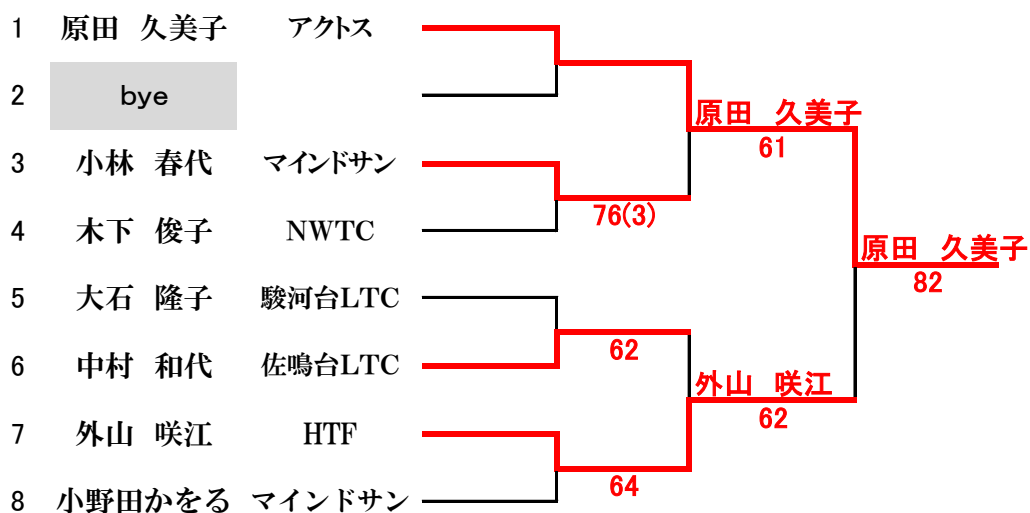 1 原田 久美子 アクトス
2 bye
原田 久美子
61
3 小林 春代 マインドサン
76(3)
4 木下 俊子 NWTC
原田 久美子
82
5 大石 隆子 駿河台LTC
62
6 中村 和代 佐鳴台LTC
外山 咲江
62
7 外山 咲江 HTF
64
8 小野田かをる マインドサン